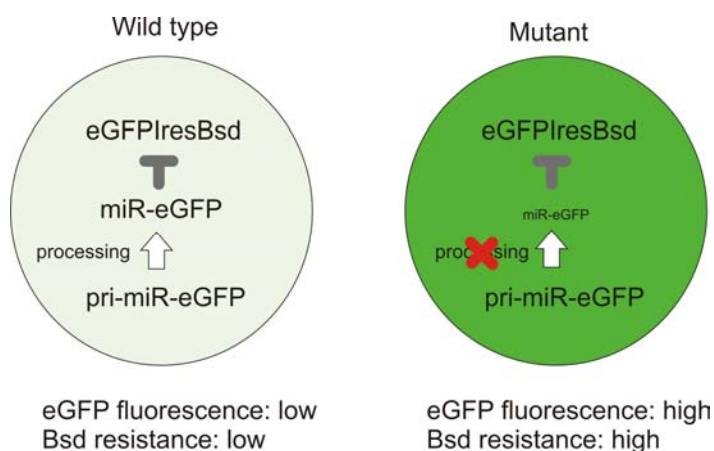 Wild type
eGFPIresBsd
miR-eGFP
processing
pri-miR-eGFP
eGFP fluorescence: low
Bsd resistance: low
Mutant
eGFPIresBsd
miR-eGFP
processing
pri-miR-eGFP
eGFP fluorescence: high
Bsd resistance: high